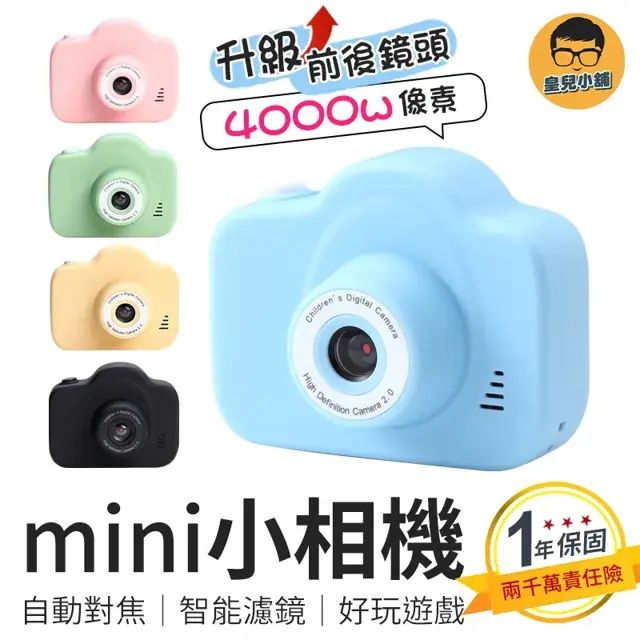 升級前後鏡頭
4000w像素
皇兒小舖
Children's Digital Camera
High Definition Camera 2.0
mini小相機
自動對焦｜智能濾鏡｜好玩遊戲
1年保固
兩千萬責任險